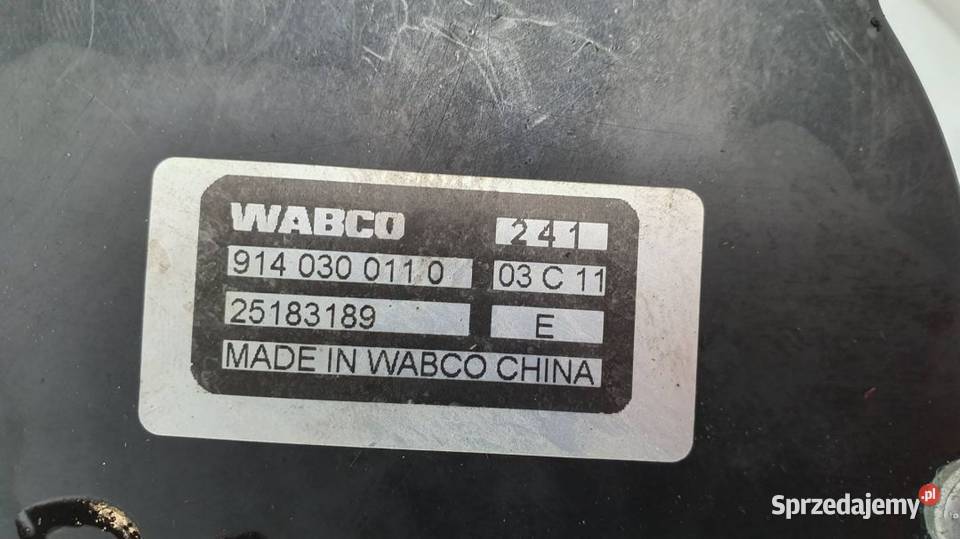 WABCO 241
914 030 011 0 03 C 11
25183189 E
MADE IN WABCO CHINA
Sprzedajemy.pl